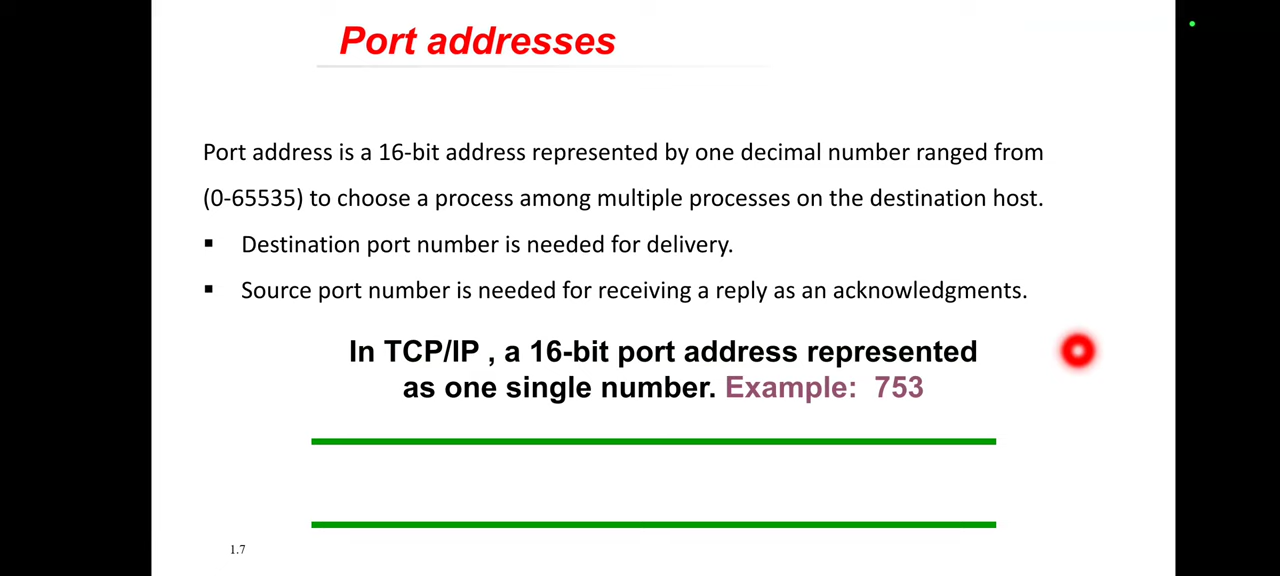 Port addresses
Port address is a 16-bit address represented by one decimal number ranged from
(0-65535) to choose a process among multiple processes on the destination host.
▪ Destination port number is needed for delivery.
▪ Source port number is needed for receiving a reply as an acknowledgments.
In TCP/IP , a 16-bit port address represented
as one single number. Example: 753
1.7